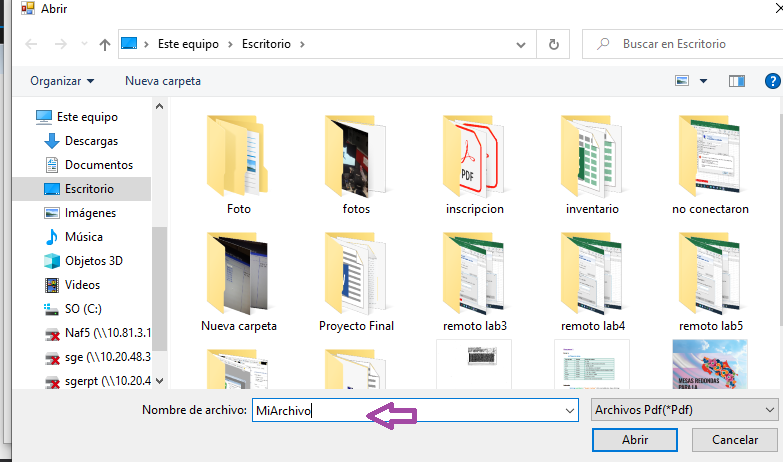 Abrir
Este equipo
Escritorio
Buscar en Escritorio
Organizar
Nueva carpeta
Este equipo
Descargas
Documentos
Escritorio
Imágenes
Música
Objetos 3D
Videos
SO (C:)
Naf5 (\\10.81.3.1
sge (\\10.20.48.3
sgerpt (\\10.20.4
PDF
Foto
fotos
inscripcion
inventario
no conectaron
Nueva carpeta
Proyecto Final
remoto lab3
remoto lab4
remoto lab5
MESAS REDONDAS
PARA LA
Nombre de archivo:
MiArchivo
Archivos Pdf(*Pdf)
Abrir
Cancelar